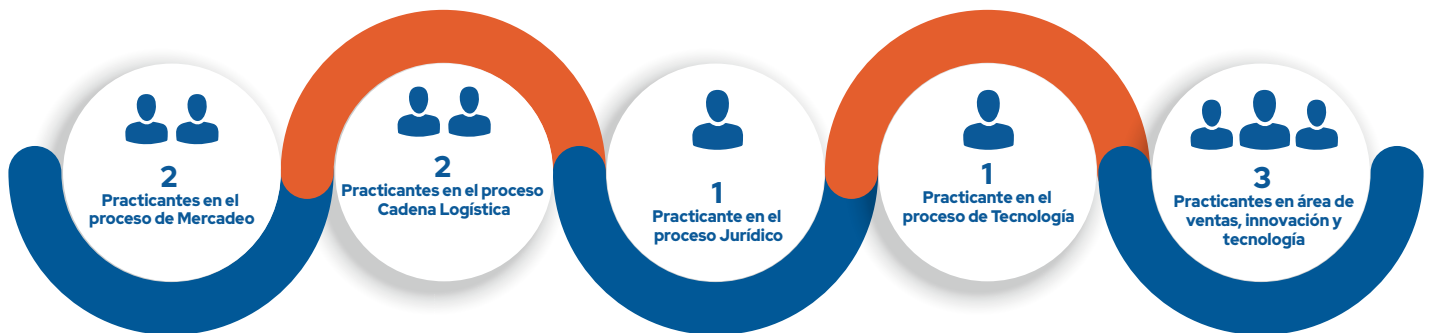 2
Practicantes en el
proceso de Mercadeo
2
Practicantes en el proceso
Cadena Logística
1
Practicante en el
proceso Jurídico
1
Practicante en el
proceso de Tecnología
3
Practicantes en área de
ventas, innovación y
tecnología